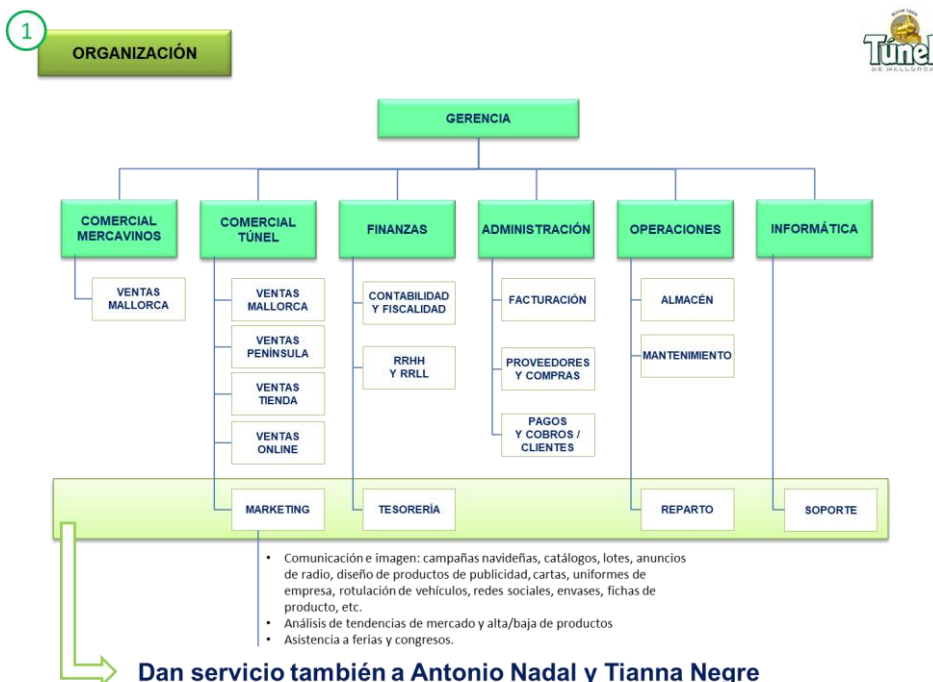 1
ORGANIZACIÓN
Túnel
DE MALLORCA
GERENCIA
COMERCIAL
MERCAVINOS
COMERCIAL
TÚNEL
FINANZAS
ADMINISTRACIÓN
OPERACIONES
INFORMÁTICA
VENTAS
MALLORCA
VENTAS
MALLORCA
VENTAS
PENÍNSULA
VENTAS
TIENDA
VENTAS
ONLINE
MARKETING
CONTABILIDAD
Y FISCALIDAD
RRHH
Y RRLL
TESORERÍA
FACTURACIÓN
PROVEEDORES
Y COMPRAS
PAGOS
Y COBROS /
CLIENTES
ALMACÉN
MANTENIMIENTO
REPARTO
SOPORTE
• Comunicación e imagen: campañas navideñas, catálogos, lotes, anuncios
de radio, diseño de productos de publicidad, cartas, uniformes de
empresa, rotulación de vehículos, redes sociales, envases, fichas de
producto, etc.
• Análisis de tendencias de mercado y alta/baja de productos
• Asistencia a ferias y congresos.
Dan servicio también a Antonio Nadal y Tianna Negre